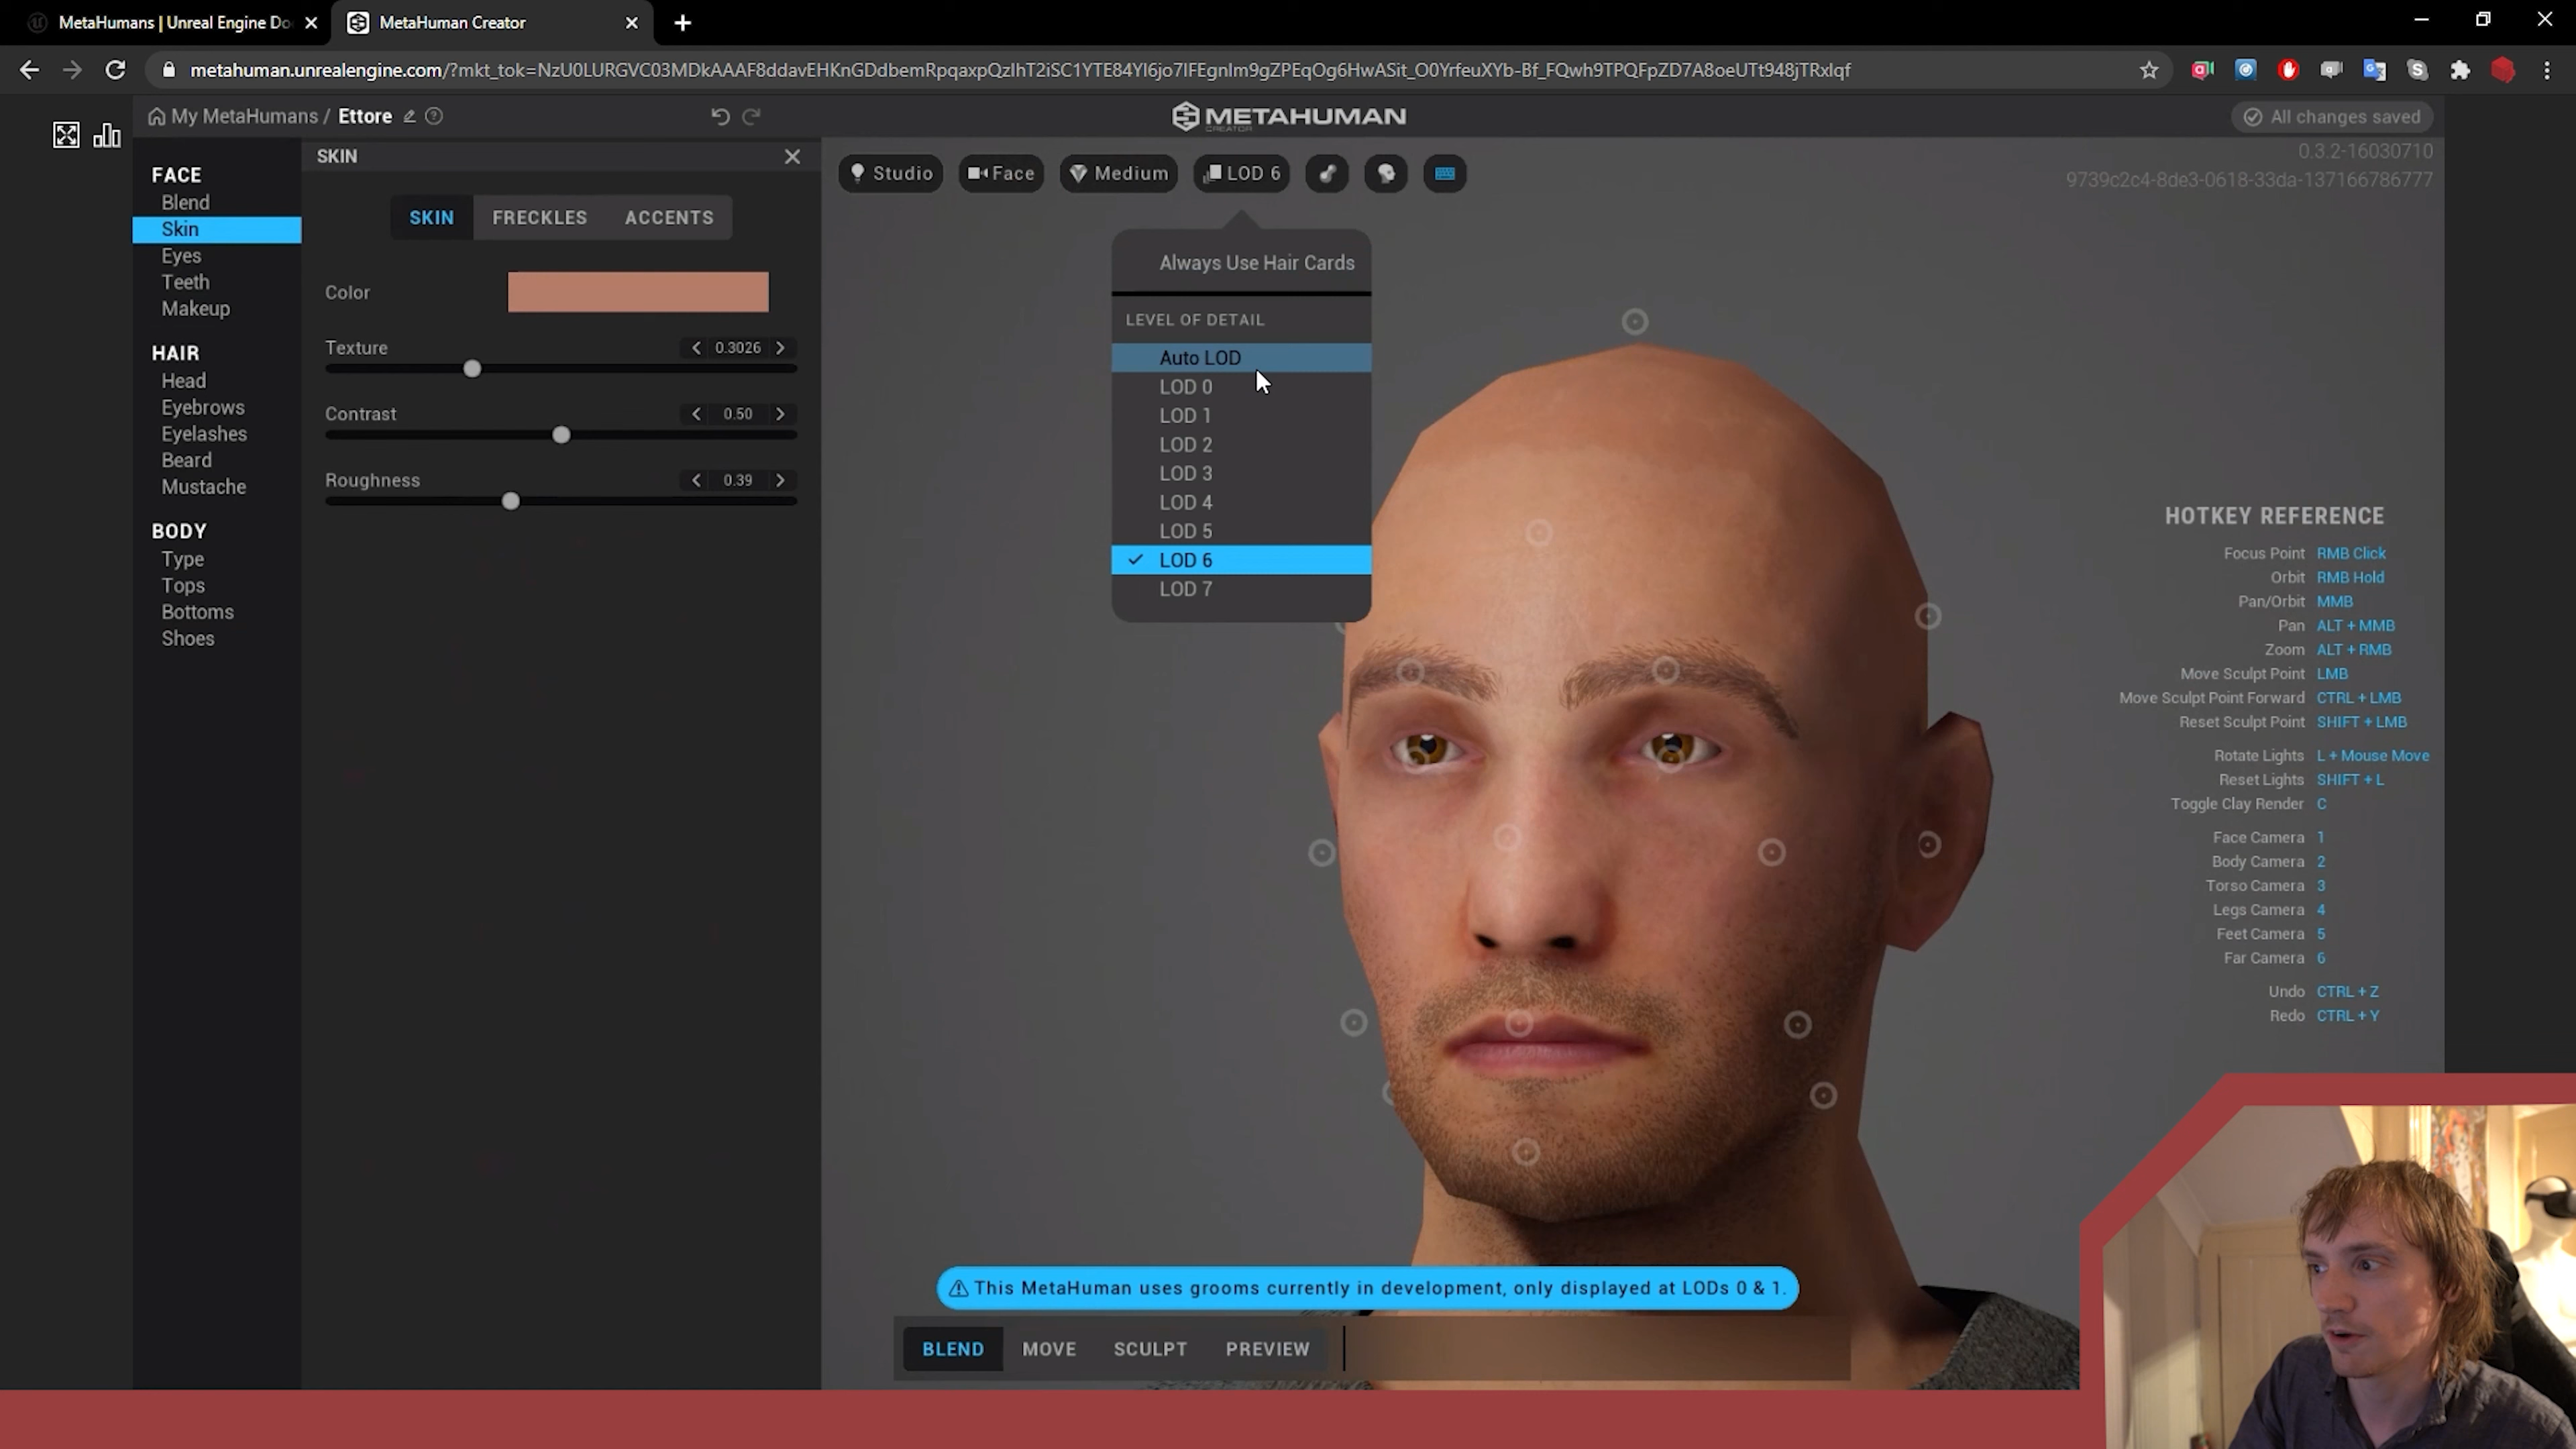 MetaHumans | Unreal Engine Do
MetaHuman Creator
metahuman.unrealengine.com/?mkt_tok=NzU0LURGVC03MDkAAAF8ddavEHKnGDdbemRpqaxpQzIhT2iSC1YTE84YI6jo7IFEgnIm9gZPEqOg6HwASit_O0YrfeuXYb-Bf_FQwh9TPQFpZD7A8oeUTt948jTRxIqf
My MetaHumans / Ettore
METAHUMAN
CREATOR
All changes saved
0.3.2-16030710
9739c2c4-8de3-0618-33da-137166786777
FACE
Blend
Skin
Eyes
Teeth
Makeup
HAIR
Head
Eyebrows
Eyelashes
Beard
Mustache
BODY
Type
Tops
Bottoms
Shoes
SKIN
SKIN FRECKLES ACCENTS
Color
Texture 0.3026
Contrast 0.50
Roughness 0.39
Studio Face Medium LOD 6
Always Use Hair Cards
LEVEL OF DETAIL
Auto LOD
LOD 0
LOD 1
LOD 2
LOD 3
LOD 4
LOD 5
LOD 6
LOD 7
HOTKEY REFERENCE
Focus Point RMB Click
Orbit RMB Hold
Pan/Orbit MMB
Pan ALT + MMB
Zoom ALT + RMB
Move Sculpt Point LMB
Move Sculpt Point Forward CTRL + LMB
Reset Sculpt Point SHIFT + LMB
Rotate Lights L + Mouse Move
Reset Lights SHIFT + L
Toggle Clay Render C
Face Camera 1
Body Camera 2
Torso Camera 3
Legs Camera 4
Feet Camera 5
Far Camera 6
Undo CTRL + Z
Redo CTRL + Y
This MetaHuman uses grooms currently in development, only displayed at LODs 0 & 1.
BLEND MOVE SCULPT PREVIEW